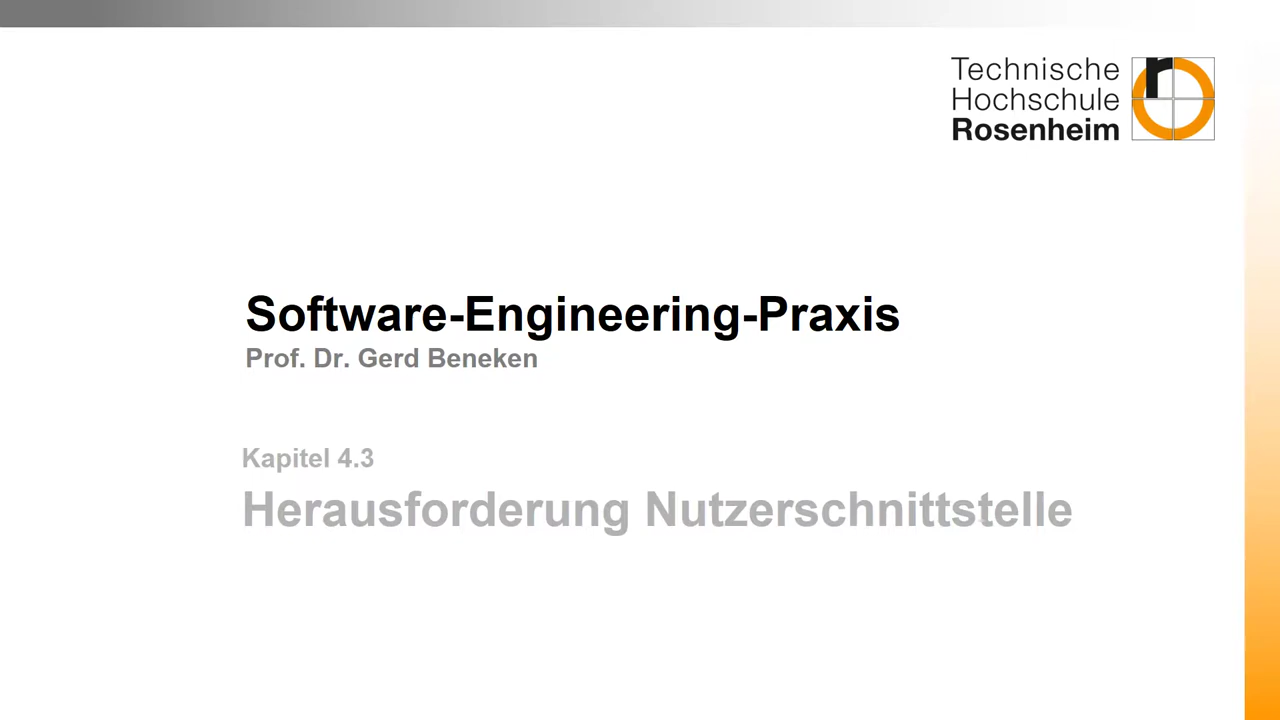 Technische
Hochschule
Rosenheim
Software-Engineering-Praxis
Prof. Dr. Gerd Beneken
Kapitel 4.3
Herausforderung Nutzerschnittstelle